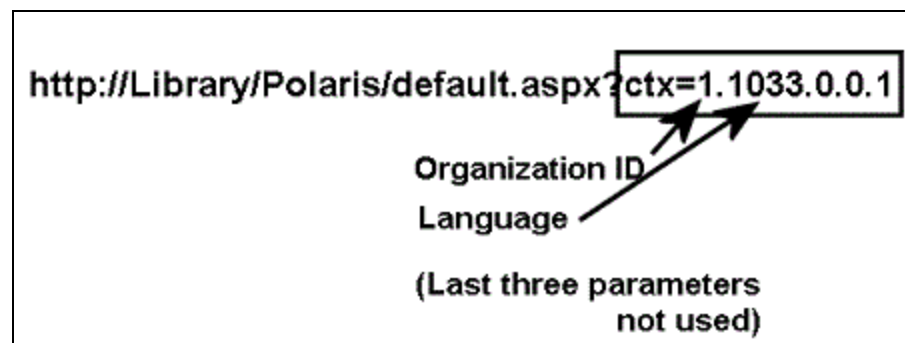 http://Library/Polaris/default.aspx?ctx=1.1033.0.0.1
Organization ID
Language
(Last three parameters
not used)